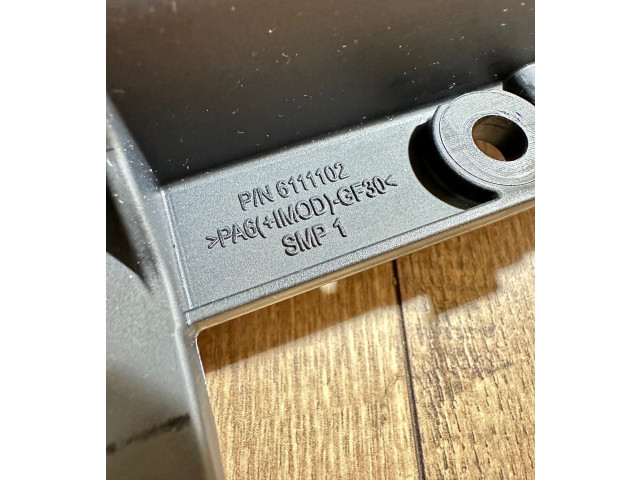 P/N 6111102
>PA6(+IMOD)-GF30<
SMP 1